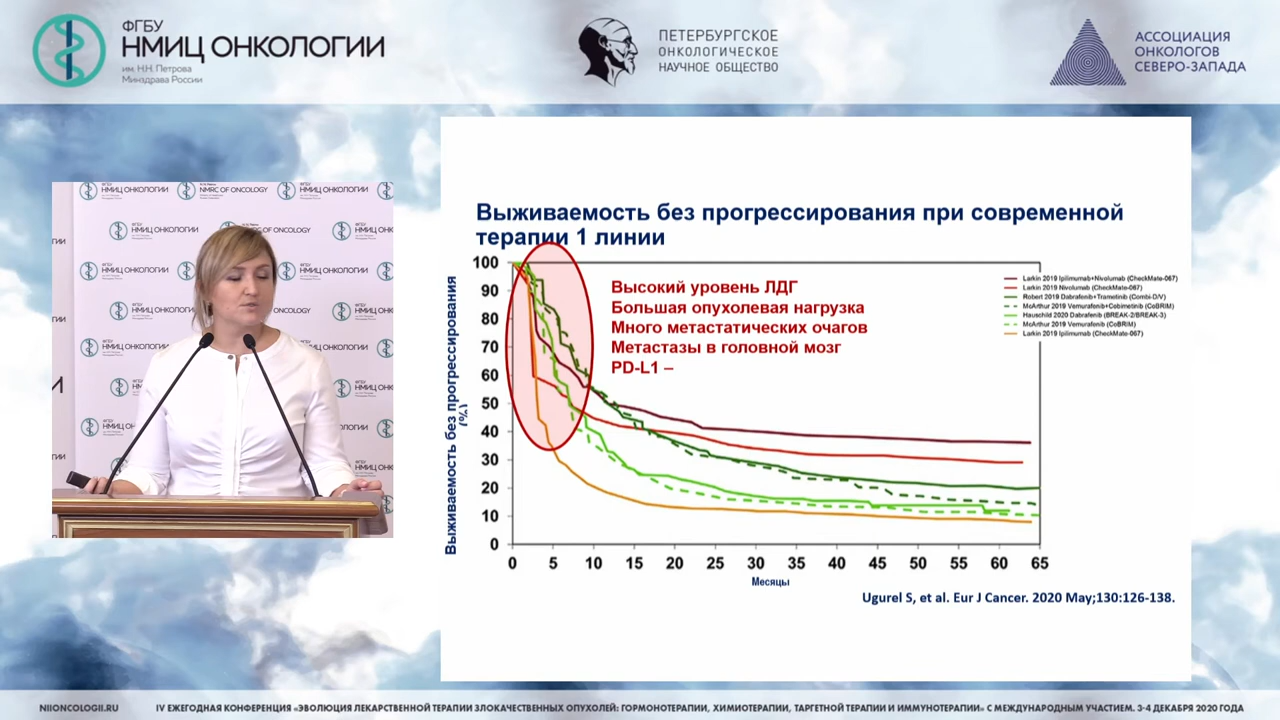 ФГБУ
НМИЦ ОНКОЛОГИИ
им. Н.Н. Петрова
Минздрава России
ПЕТЕРБУРГСКОЕ
ОНКОЛОГИЧЕСКОЕ
НАУЧНОЕ ОБЩЕСТВО
АССОЦИАЦИЯ
ОНКОЛОГОВ
СЕВЕРО-ЗАПАДА
НМИЦ ОНКОЛОГИИ
NMRC OF ONCOLOGY
НМИЦ ОНКОЛОГИИ
Выживаемость без прогрессирования при современной
терапии 1 линии
Выживаемость без прогрессирования
(%)
100
90
80
70
60
50
40
30
20
10
0
Высокий уровень ЛДГ
Большая опухолевая нагрузка
Много метастатических очагов
Метастазы в головной мозг
PD-L1 –
Larkin 2019 Ipilimumab+Nivolumab (CheckMate-067)
Larkin 2019 Nivolumab (CheckMate-067)
Robert 2019 Dabrafenib+Trametinib (Combi-D/V)
McArthur 2019 Vemurafenib+Cobimetinib (CoBRIM)
Hauschild 2020 Dabrafenib (BREAK-2/BREAK-3)
McArthur 2019 Vemurafenib (CoBRIM)
Larkin 2019 Ipilimumab (CheckMate-067)
0 5 10 15 20 25 30 35 40 45 50 55 60 65
Месяцы
Ugurel S, et al. Eur J Cancer. 2020 May;130:126-138.
NIIONCOLOGII.RU
IV ЕЖЕГОДНАЯ КОНФЕРЕНЦИЯ «ЭВОЛЮЦИЯ ЛЕКАРСТВЕННОЙ ТЕРАПИИ ЗЛОКАЧЕСТВЕННЫХ ОПУХОЛЕЙ: ГОРМОНОТЕРАПИИ, ХИМИОТЕРАПИИ, ТАРГЕТНОЙ ТЕРАПИИ И ИММУНОТЕРАПИИ» С МЕЖДУНАРОДНЫМ УЧАСТИЕМ. 3-4 ДЕКАБРЯ 2020 ГОДА